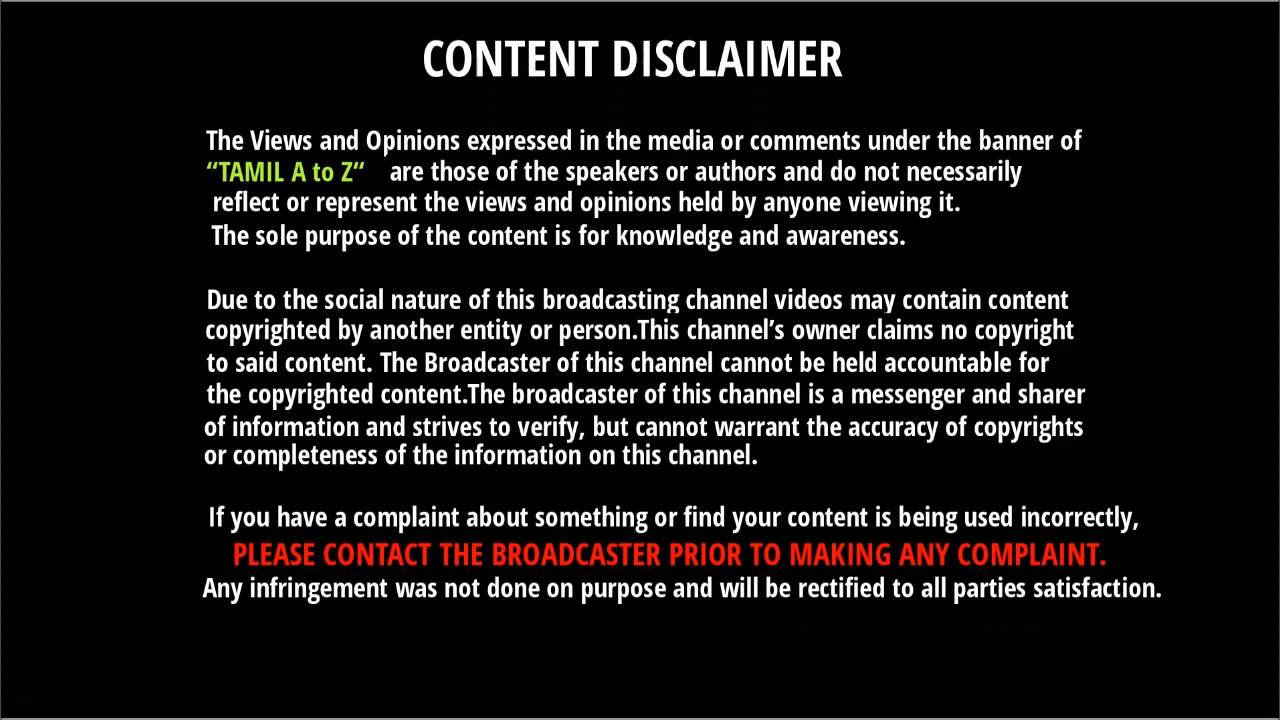 CONTENT DISCLAIMER
The Views and Opinions expressed in the media or comments under the banner of
“TAMIL A to Z“ are those of the speakers or authors and do not necessarily
reflect or represent the views and opinions held by anyone viewing it.
The sole purpose of the content is for knowledge and awareness.
Due to the social nature of this broadcasting channel videos may contain content
copyrighted by another entity or person.This channel’s owner claims no copyright
to said content. The Broadcaster of this channel cannot be held accountable for
the copyrighted content.The broadcaster of this channel is a messenger and sharer
of information and strives to verify, but cannot warrant the accuracy of copyrights
or completeness of the information on this channel.
If you have a complaint about something or find your content is being used incorrectly,
PLEASE CONTACT THE BROADCASTER PRIOR TO MAKING ANY COMPLAINT.
Any infringement was not done on purpose and will be rectified to all parties satisfaction.